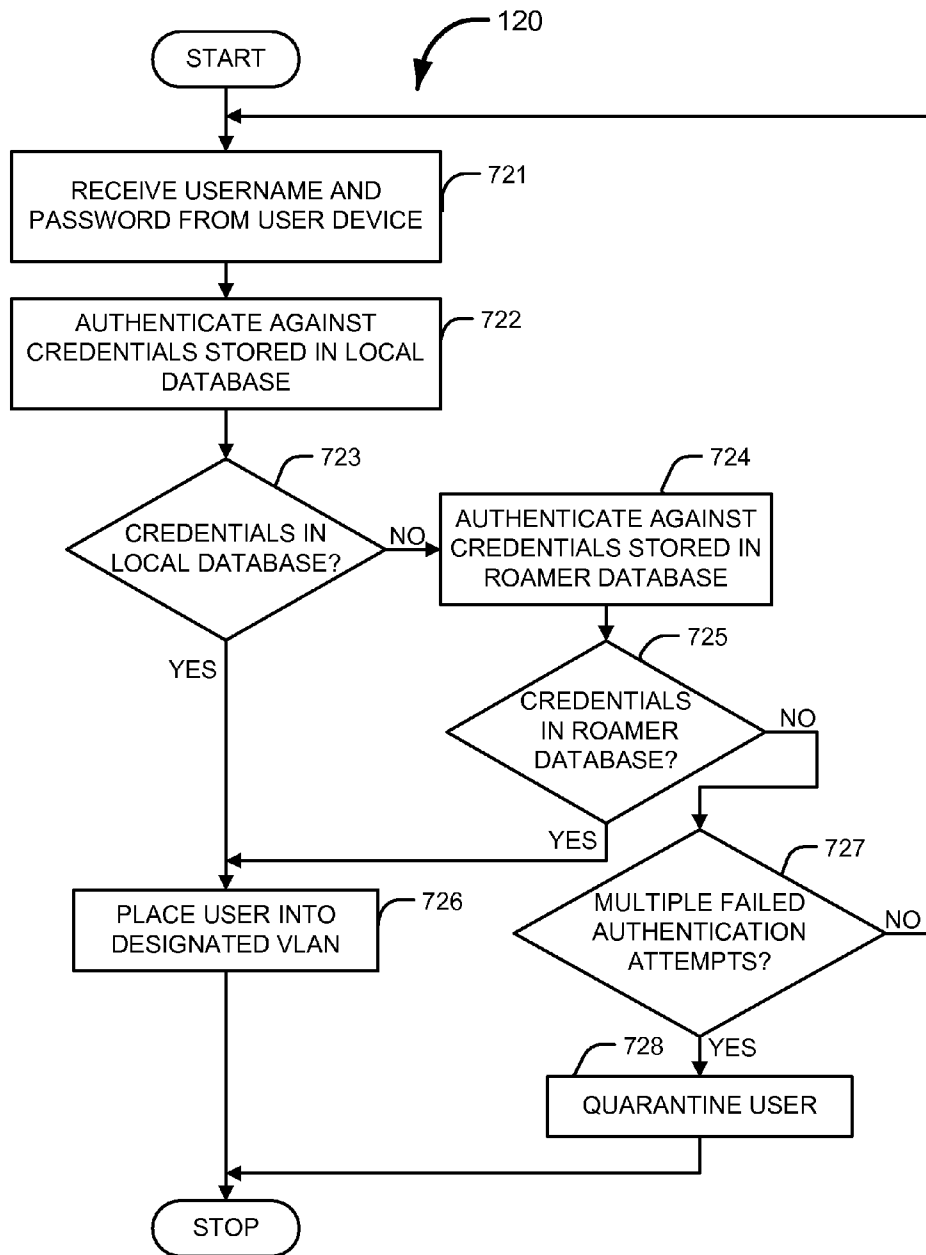 120
START
721
RECEIVE USERNAME AND
PASSWORD FROM USER DEVICE
722
AUTHENTICATE AGAINST
CREDENTIALS STORED IN LOCAL
DATABASE
723
CREDENTIALS IN
LOCAL DATABASE?
NO
YES
724
AUTHENTICATE AGAINST
CREDENTIALS STORED IN
ROAMER DATABASE
725
CREDENTIALS
IN ROAMER
DATABASE?
NO
YES
726
PLACE USER INTO
DESIGNATED VLAN
727
MULTIPLE FAILED
AUTHENTICATION
ATTEMPTS?
NO
YES
728
QUARANTINE USER
STOP